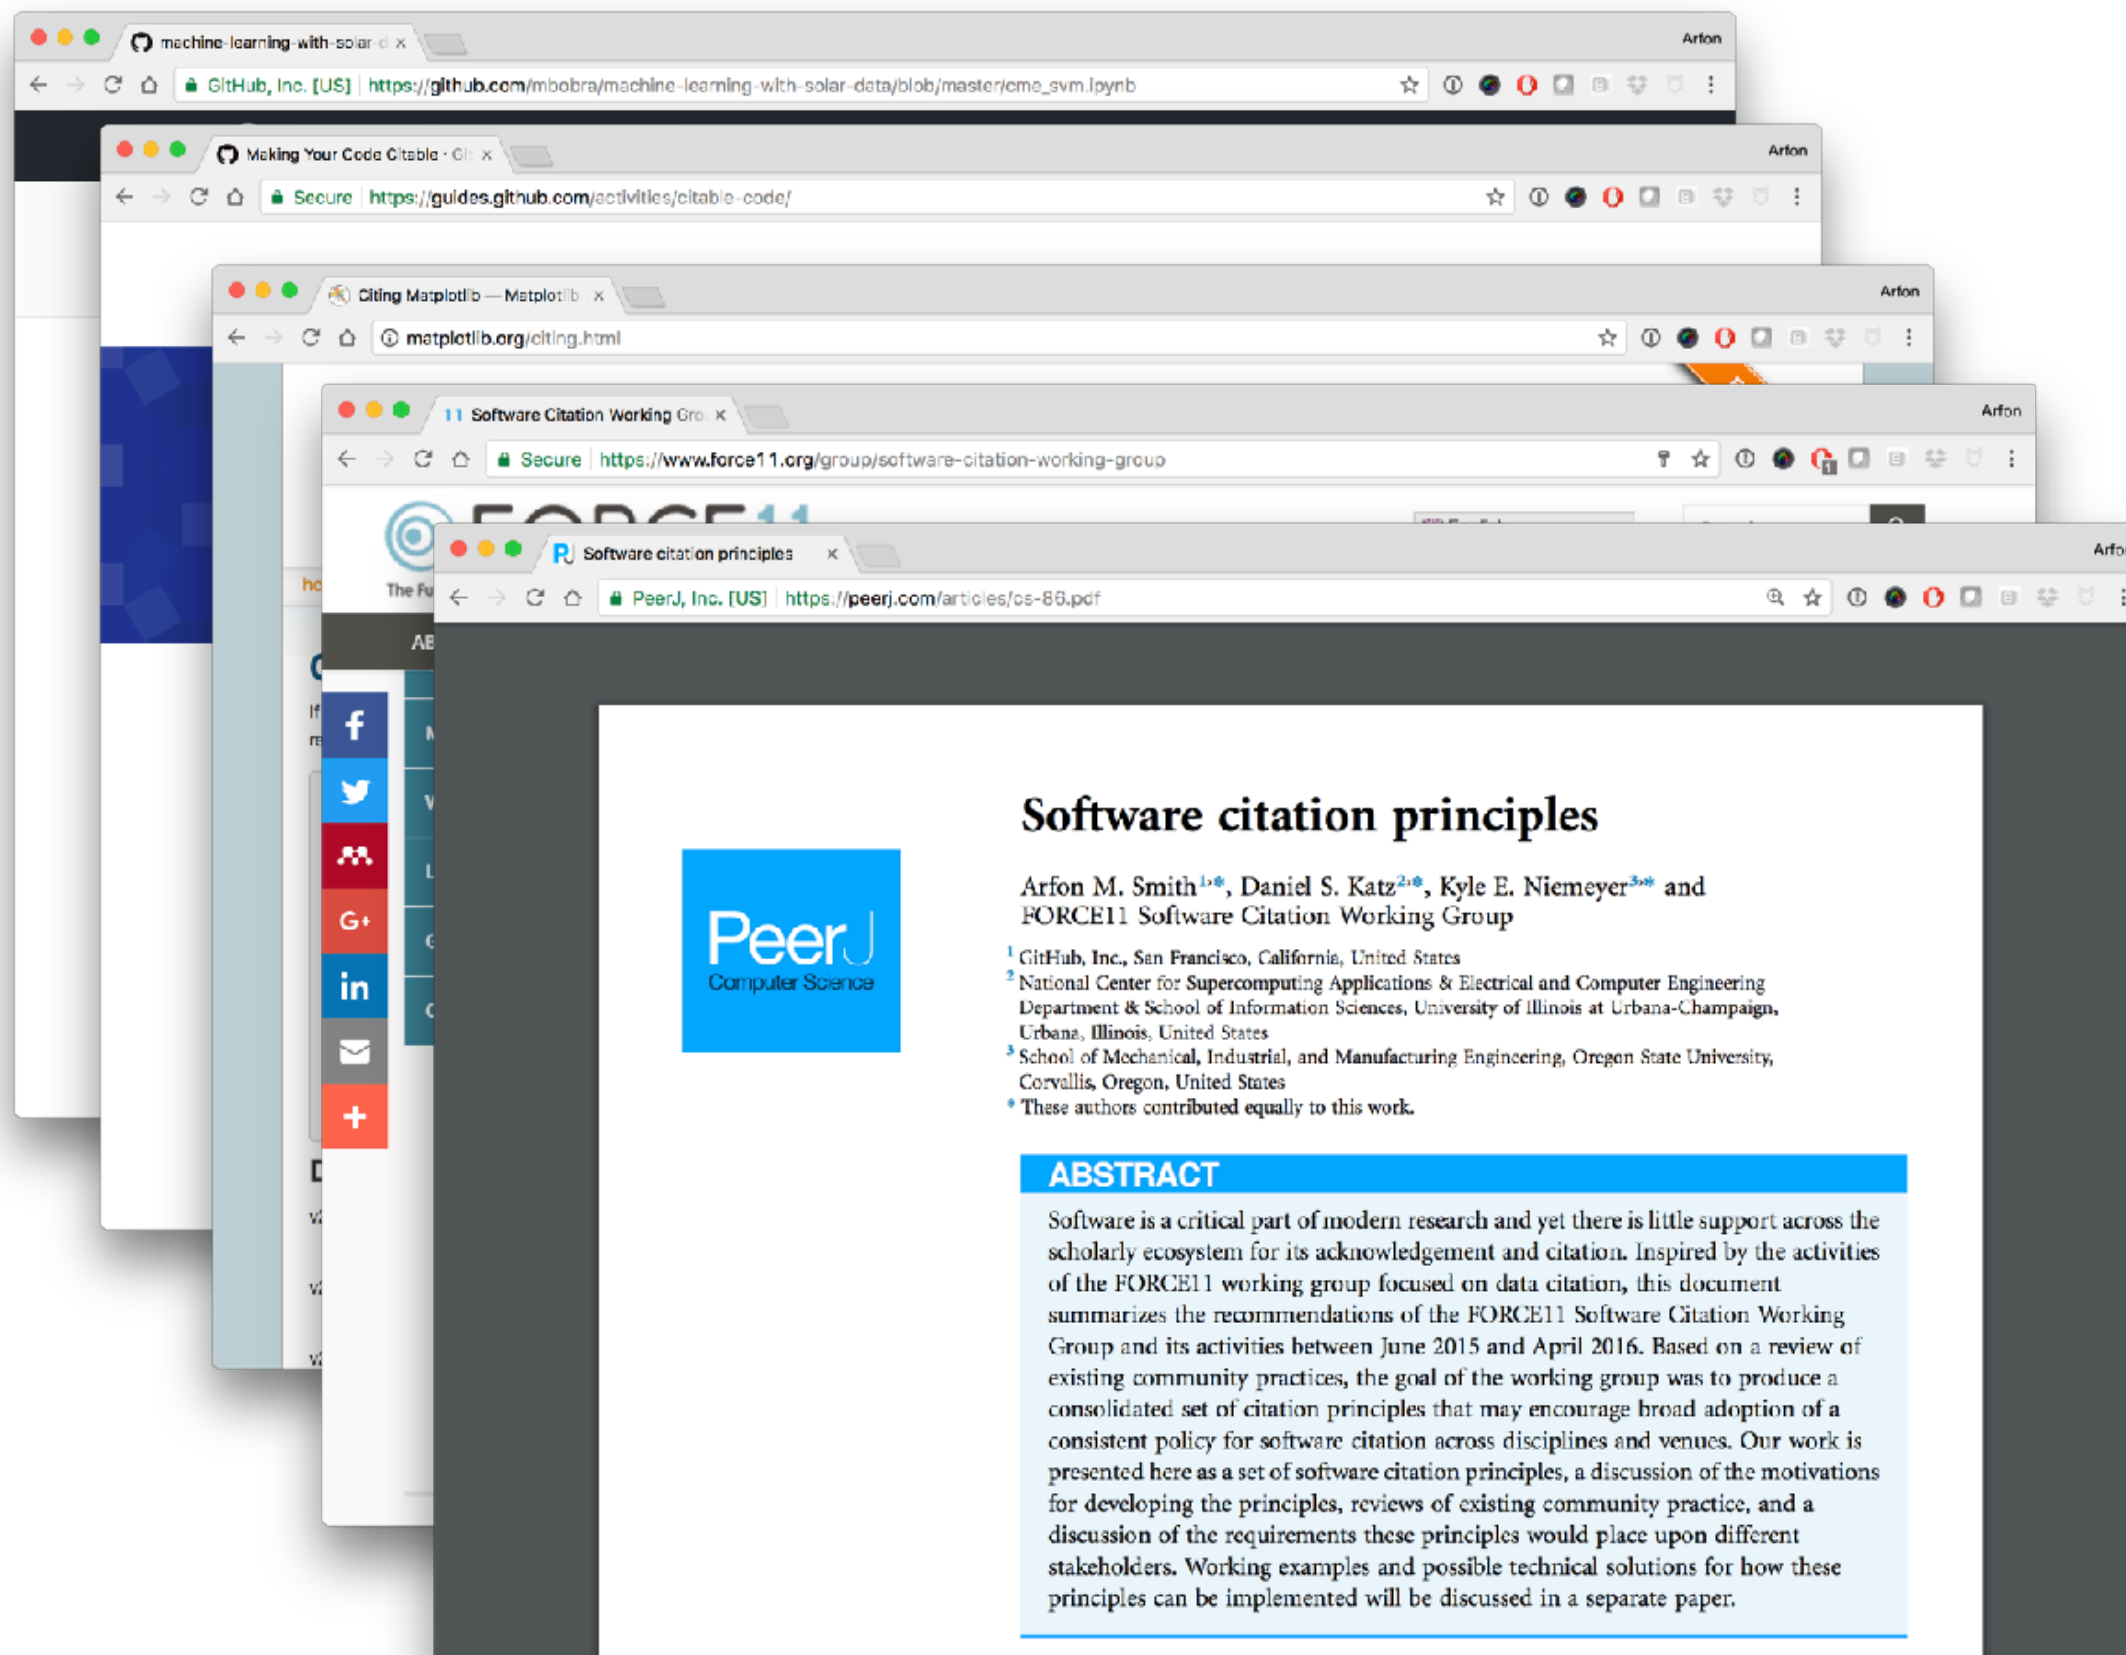 machine-learning-with-solar-d
Arfon
GitHub, Inc. [US] https://github.com/mbobra/machine-learning-with-solar-data/blob/master/cme_svm.ipynb
Making Your Code Citable · Git
Arfon
Secure https://guides.github.com/activities/citable-code/
Citing Matplotlib — Matplotlib
Arfon
matplotlib.org/citing.html
11 Software Citation Working Gro
Arfon
Secure https://www.force11.org/group/software-citation-working-group
FORCE11
The Fu
Software citation principles
Arfo
PeerJ, Inc. [US] https://peerj.com/articles/cs-86.pdf
ho
AB
If
re
G+
in
Software citation principles
Arfon M. Smith1,*, Daniel S. Katz2,*, Kyle E. Niemeyer3,* and
FORCE11 Software Citation Working Group
PeerJ
Computer Science
1 GitHub, Inc., San Francisco, California, United States
2 National Center for Supercomputing Applications & Electrical and Computer Engineering
Department & School of Information Sciences, University of Illinois at Urbana-Champaign,
Urbana, Illinois, United States
3 School of Mechanical, Industrial, and Manufacturing Engineering, Oregon State University,
Corvallis, Oregon, United States
* These authors contributed equally to this work.
ABSTRACT
Software is a critical part of modern research and yet there is little support across the
scholarly ecosystem for its acknowledgement and citation. Inspired by the activities
of the FORCE11 working group focused on data citation, this document
summarizes the recommendations of the FORCE11 Software Citation Working
Group and its activities between June 2015 and April 2016. Based on a review of
existing community practices, the goal of the working group was to produce a
consolidated set of citation principles that may encourage broad adoption of a
consistent policy for software citation across disciplines and venues. Our work is
presented here as a set of software citation principles, a discussion of the motivations
for developing the principles, reviews of existing community practice, and a
discussion of the requirements these principles would place upon different
stakeholders. Working examples and possible technical solutions for how these
principles can be implemented will be discussed in a separate paper.